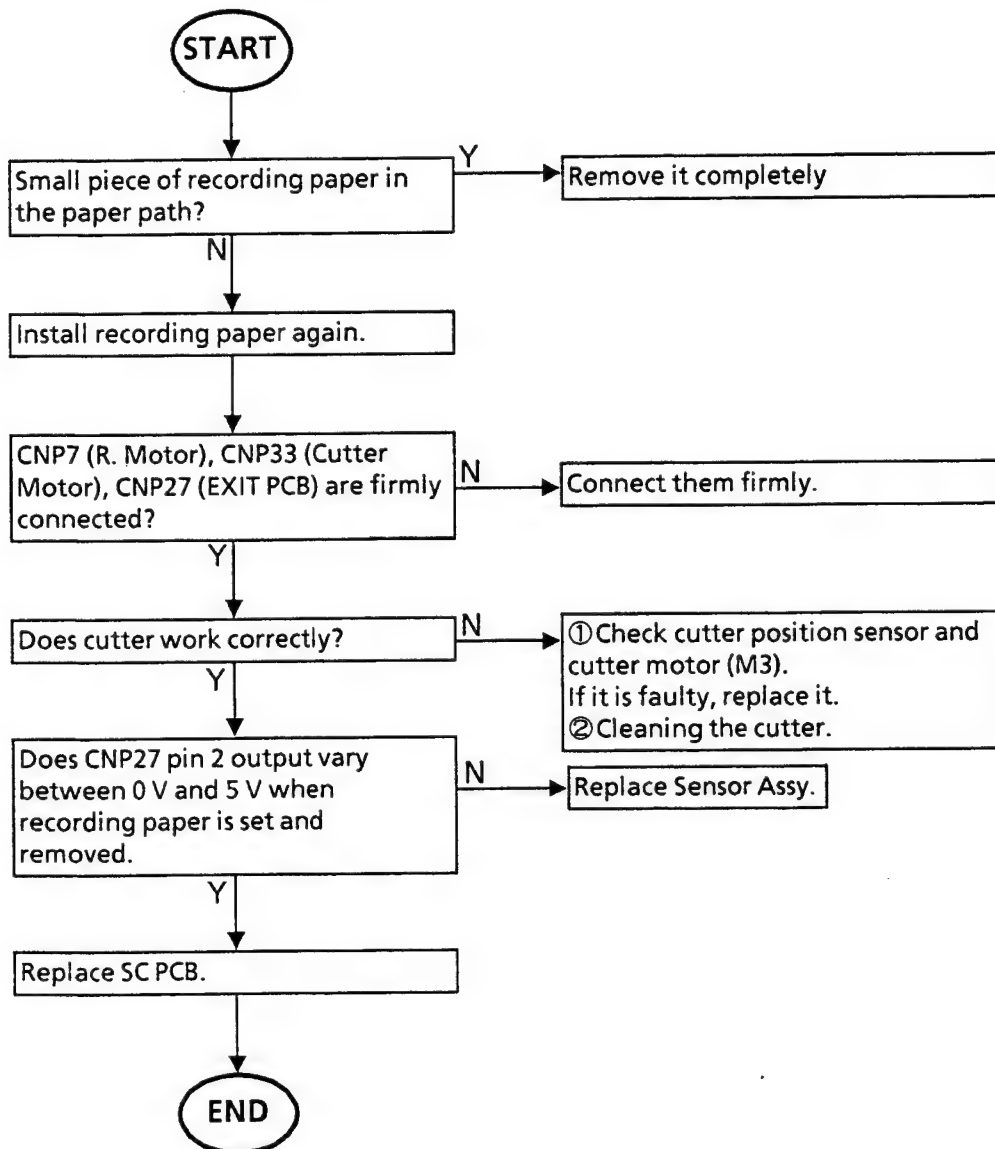 START
Small piece of recording paper in
the paper path?
Y
Remove it completely
N
Install recording paper again.
CNP7 (R. Motor), CNP33 (Cutter
Motor), CNP27 (EXIT PCB) are firmly
connected?
N
Connect them firmly.
Y
Does cutter work correctly?
N
①Check cutter position sensor and
cutter motor (M3).
If it is faulty, replace it.
②Cleaning the cutter.
Y
Does CNP27 pin 2 output vary
between 0 V and 5 V when
recording paper is set and
removed.
N
Replace Sensor Assy.
Y
Replace SC PCB.
END